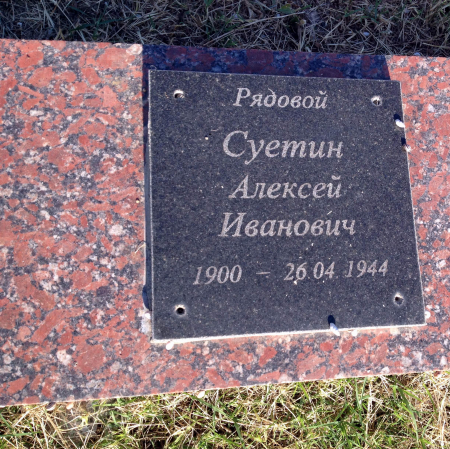 Рядовой
Суетин
Алексей
Иванович
1900 – 26 04 1944